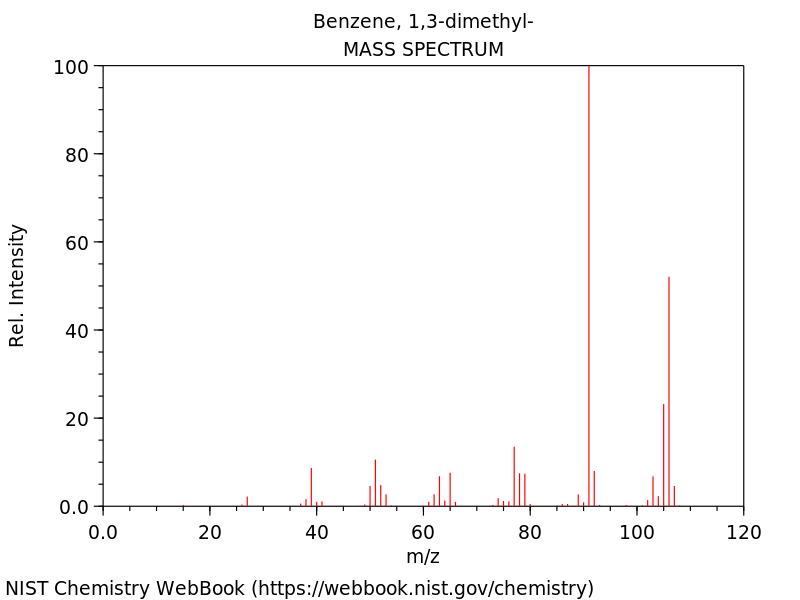 Benzene, 1,3-dimethyl-
MASS SPECTRUM
100
80
60
40
20
0.0
Rel. Intensity
0.0 20 40 60 80 100 120
m/z
NIST Chemistry WebBook (https://webbook.nist.gov/chemistry)